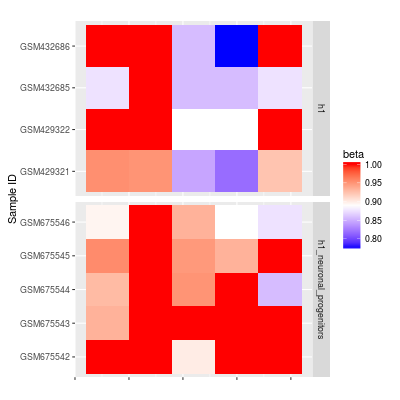 GSM432686
GSM432685
GSM429322
GSM429321
h1
GSM675546
GSM675545
GSM675544
GSM675543
GSM675542
h1_neuronal_progenitors
Sample ID
beta
1.00
0.95
0.90
0.85
0.80